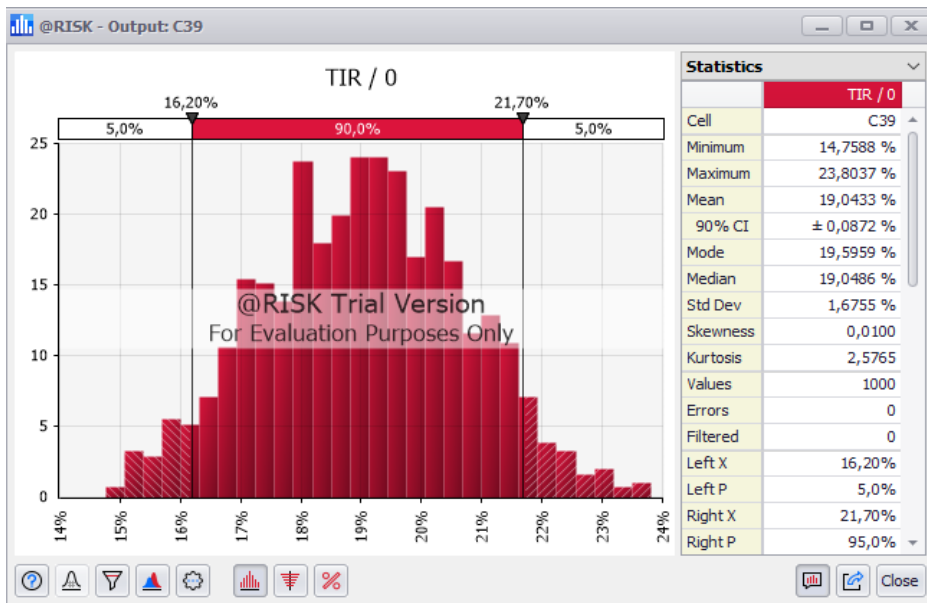 @RISK - Output: C39
TIR / 0
16,20% 21,70%
5,0% 90,0% 5,0%
25
20
15
10
5
0
@RISK Trial Version
For Evaluation Purposes Only
14% 15% 16% 17% 18% 19% 20% 21% 22% 23% 24%
Statistics
TIR / 0
Cell C39
Minimum 14,7588 %
Maximum 23,8037 %
Mean 19,0433 %
90% CI ± 0,0872 %
Mode 19,5959 %
Median 19,0486 %
Std Dev 1,6755 %
Skewness 0,0100
Kurtosis 2,5765
Values 1000
Errors 0
Filtered 0
Left X 16,20%
Left P 5,0%
Right X 21,70%
Right P 95,0%
? % Close